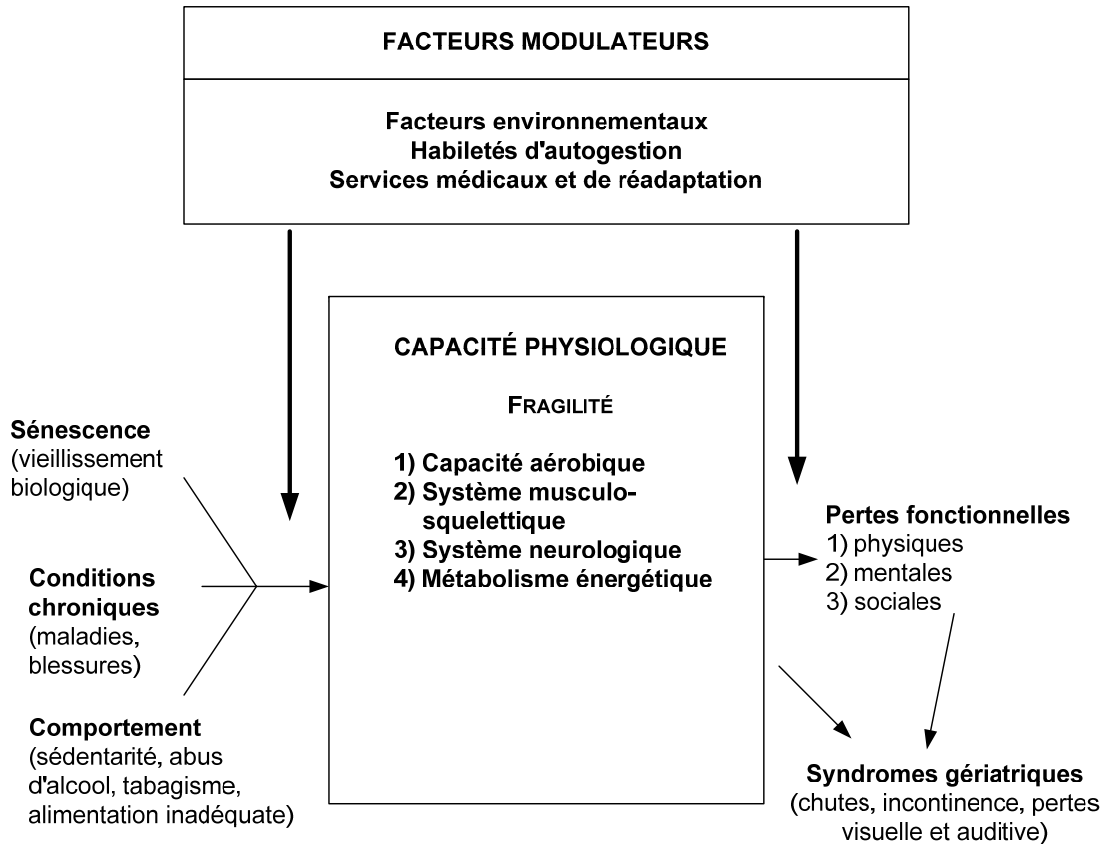 FACTEURS MODULATEURS
Facteurs environnementaux
Habiletés d'autogestion
Services médicaux et de réadaptation
CAPACITÉ PHYSIOLOGIQUE
FRAGILITÉ
1) Capacité aérobique
2) Système musculo-
squelettique
3) Système neurologique
4) Métabolisme énergétique
Sénescence
(vieillissement
biologique)
Conditions
chroniques
(maladies,
blessures)
Comportement
(sédentarité, abus
d'alcool, tabagisme,
alimentation inadéquate)
Pertes fonctionnelles
1) physiques
2) mentales
3) sociales
Syndromes gériatriques
(chutes, incontinence, pertes
visuelle et auditive)